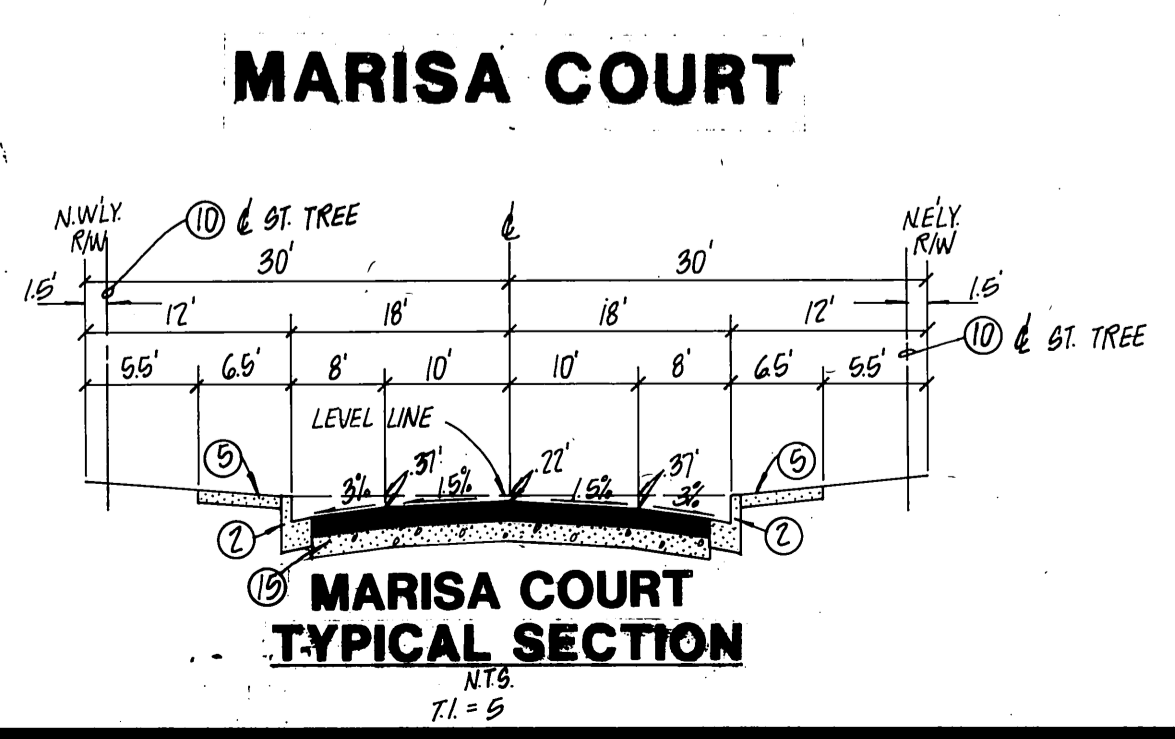 MARISA COURT
N.W'LY. R/W
10 ℄ ST. TREE
℄
N.E'LY. R/W
30' 30'
1.5' 1.5'
12' 18' 18' 12'
10 ℄ ST. TREE
5.5' 6.5' 8' 10' 10' 8' 6.5' 5.5'
LEVEL LINE
5 .37' .22' .37' 5
3% 1.5% 1.5% 3%
2 2
15
MARISA COURT
TYPICAL SECTION
N.T.S.
T.I. = 5